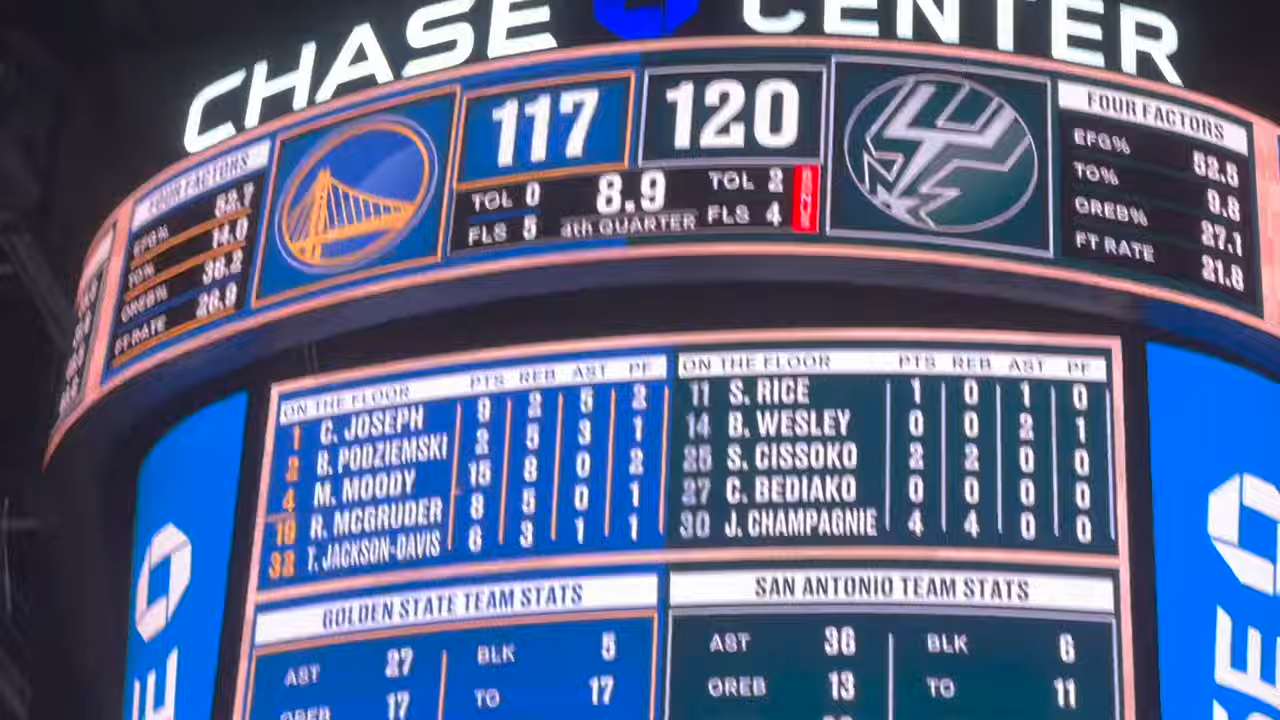 CHASE CENTER
FOUR FACTORS
EFG% 52.7
TO% 14.0
OREB% 38.2
FT RATE 26.9
117
120
TOL 0
FLS 5
8.9
4th QUARTER
TOL 2
FLS 4
BONUS
FOUR FACTORS
EFG% 52.5
TO% 9.8
OREB% 27.1
FT RATE 21.8
ON THE FLOOR PTS REB AST PF
1 C. JOSEPH 9 2 5 2
2 B. PODZIEMSKI 2 5 3 1
4 M. MOODY 15 8 0 2
19 R. MCGRUDER 8 5 0 1
32 T. JACKSON-DAVIS 6 3 1 1
ON THE FLOOR PTS REB AST PF
11 S. RICE 1 0 1 0
14 B. WESLEY 0 0 2 1
25 S. CISSOKO 2 2 0 0
27 C. BEDIAKO 0 0 0 0
30 J. CHAMPAGNIE 4 4 0 0
GOLDEN STATE TEAM STATS
AST 27 BLK 5
OREB 17 TO 17
SAN ANTONIO TEAM STATS
AST 36 BLK 6
OREB 13 TO 11